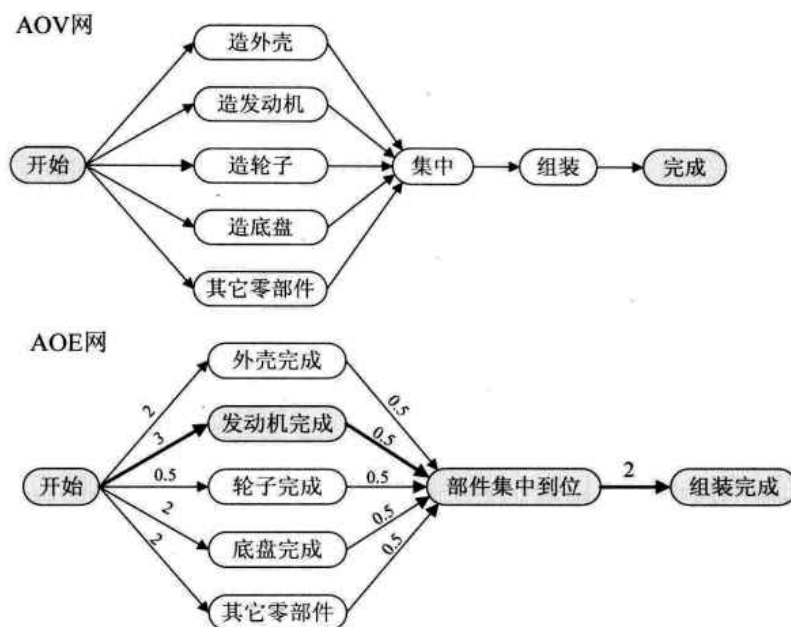 AOV网
造外壳
造发动机
开始
造轮子
集中
组装
完成
造底盘
其它零部件
AOE网
外壳完成
2
0.5
发动机完成
3
0.5
开始
0.5
轮子完成
0.5
部件集中到位
2
组装完成
2
底盘完成
0.5
2
其它零部件
0.5